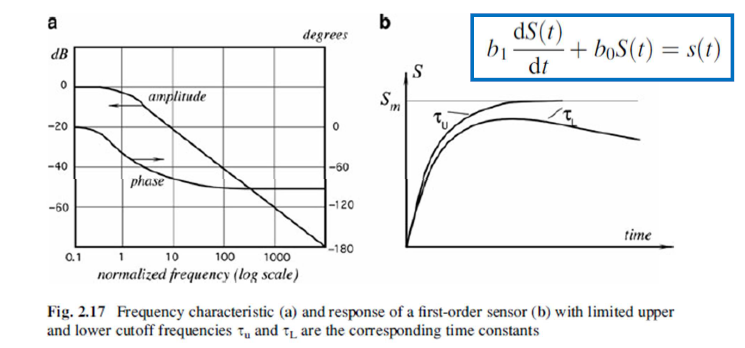 a
degrees
dB
0
-20
-40
-60
amplitude
phase
0
-60
-120
-180
0.1 1 10 100 1000
normalized frequency (log scale)
b
b₁ dS(t)/dt + b₀S(t) = s(t)
S
Sₘ
τᵤ
τL
time
Fig. 2.17 Frequency characteristic (a) and response of a first-order sensor (b) with limited upper
and lower cutoff frequencies τᵤ and τL are the corresponding time constants